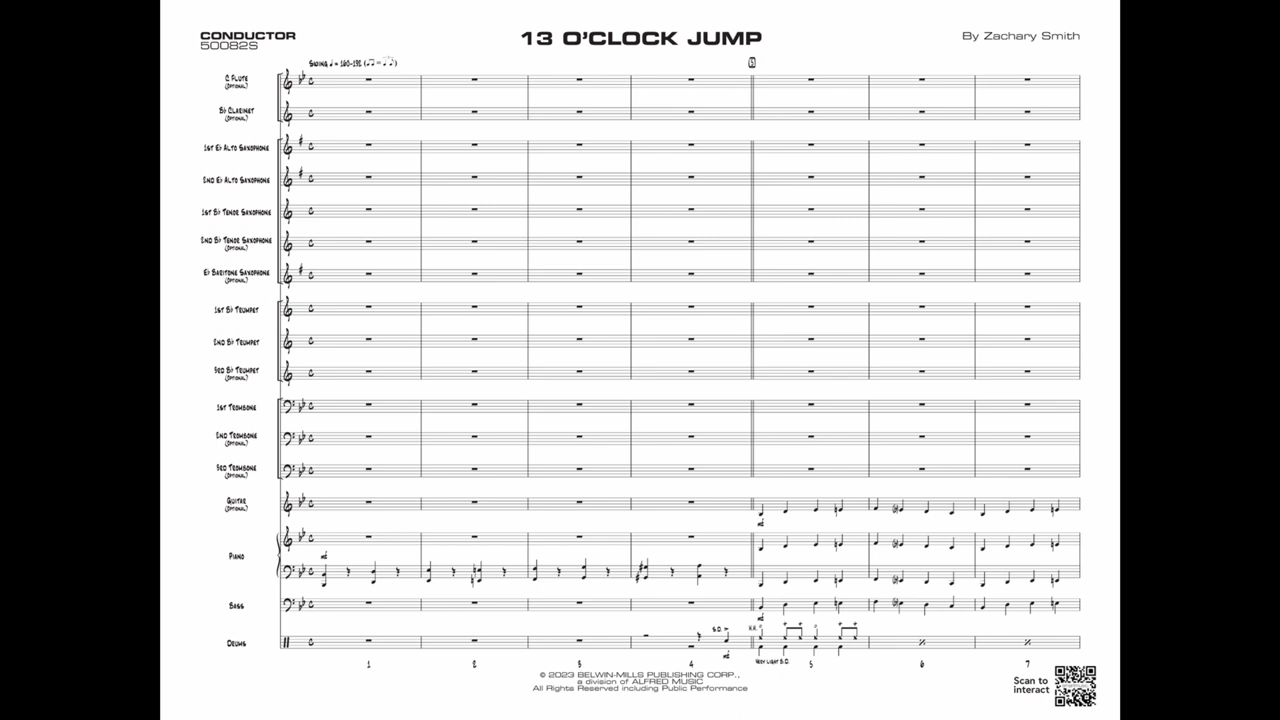 CONDUCTOR
50082S
13 O'CLOCK JUMP
By Zachary Smith
SWING ♩ = 160-192 (♫ = ♩♪)
5
C FLUTE
(OPTIONAL)
B♭ CLARINET
(OPTIONAL)
1ST E♭ ALTO SAXOPHONE
2ND E♭ ALTO SAXOPHONE
1ST B♭ TENOR SAXOPHONE
2ND B♭ TENOR SAXOPHONE
(OPTIONAL)
E♭ BARITONE SAXOPHONE
(OPTIONAL)
1ST B♭ TRUMPET
2ND B♭ TRUMPET
3RD B♭ TRUMPET
(OPTIONAL)
1ST TROMBONE
2ND TROMBONE
(OPTIONAL)
3RD TROMBONE
(OPTIONAL)
GUITAR
(OPTIONAL)
mf
PIANO
mf
BASS
mf
DRUMS
S.D.
H.H.
mf
VERY LIGHT B.D.
1 2 3 4 5 6 7
© 2023 BELWIN-MILLS PUBLISHING CORP.,
a division of ALFRED MUSIC
All Rights Reserved including Public Performance
Scan to
interact